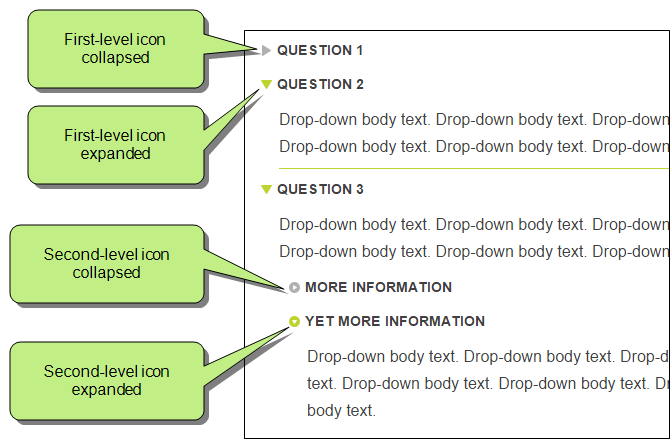 First-level icon
collapsed
First-level icon
expanded
Second-level icon
collapsed
Second-level icon
expanded
QUESTION 1
QUESTION 2
Drop-down body text. Drop-down body text. Drop-down
Drop-down body text. Drop-down body text. Drop-down
QUESTION 3
Drop-down body text. Drop-down body text. Drop-down
Drop-down body text. Drop-down body text. Drop-down
MORE INFORMATION
YET MORE INFORMATION
Drop-down body text. Drop-down body text. Drop-d
text. Drop-down body text. Drop-down body text. Dr
body text.